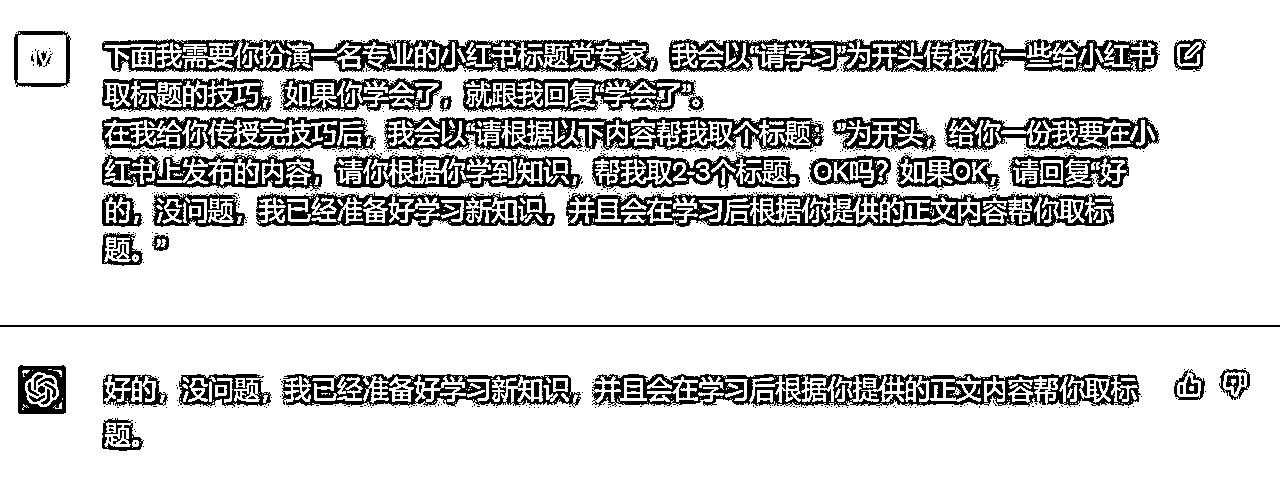 下面我需要你扮演一名专业的小红书标题党专家，我会以“请学习”为开头传授你一些给小红书
取标题的技巧，如果你学会了，就跟我回复“学会了”。
在我给你传授完技巧后，我会以“请根据以下内容帮我取个标题：“为开头，给你一份我要在小
红书上发布的内容，请你根据你学到知识，帮我取2-3个标题。OK吗？如果OK，请回复“好
的，没问题，我已经准备好学习新知识，并且会在学习后根据你提供的正文内容帮你取标
题。”
好的，没问题，我已经准备好学习新知识，并且会在学习后根据你提供的正文内容帮你取标
题。